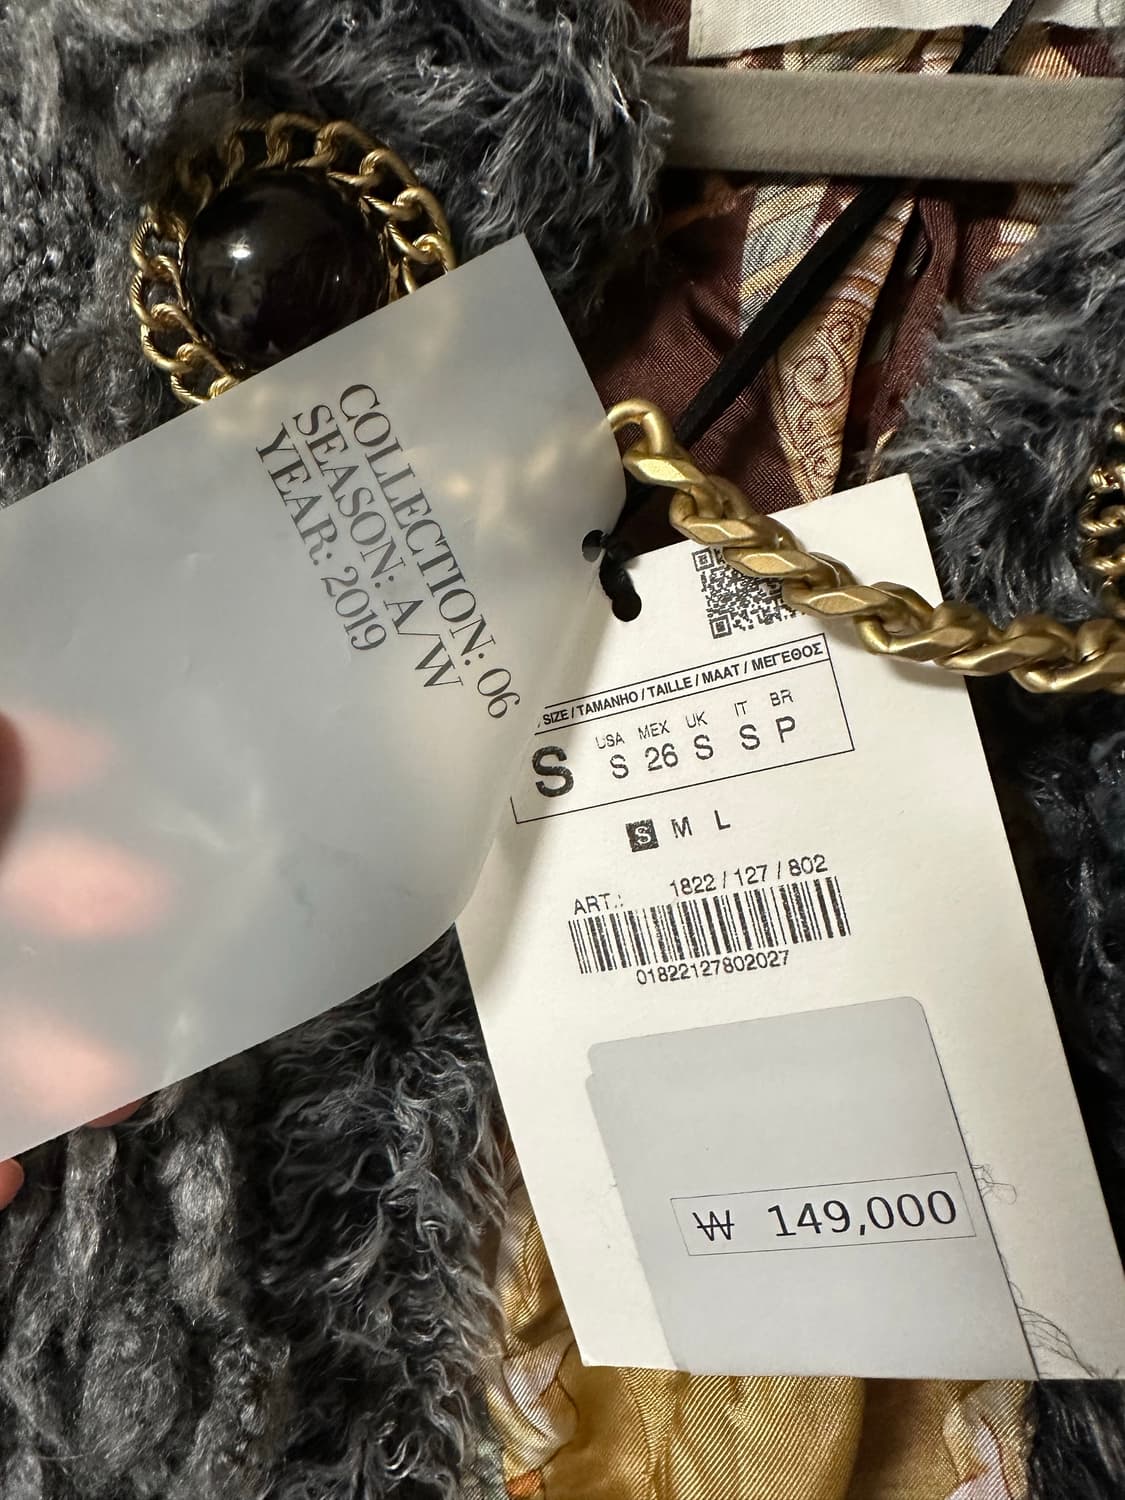 COLLECTION: 06
SEASON: A/W
YEAR: 2019
SIZE / TAMANHO / TAILLE / MAAT / ΜΕΓΕΘΟΣ
USA MEX UK IT BR
S S 26 S S P
S M L
ART.: 1822 / 127 / 802
01822127802027
₩ 149,000